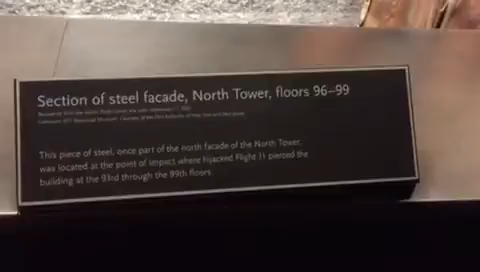 Section of steel facade, North Tower, floors 96–99
This piece of steel, once part of the north facade of the North Tower,
was located at the point of impact where hijacked Flight 11 pierced the
building at the 93rd through the 99th floors.